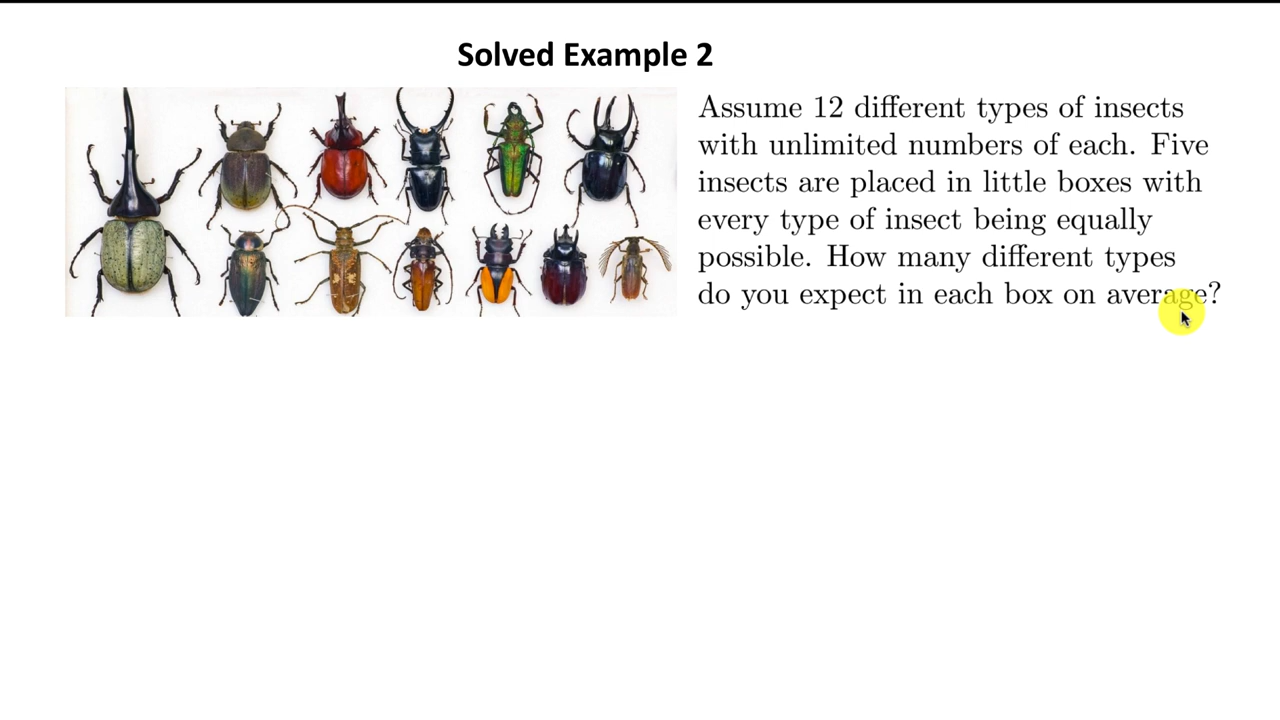 Solved Example 2
Assume 12 different types of insects
with unlimited numbers of each. Five
insects are placed in little boxes with
every type of insect being equally
possible. How many different types
do you expect in each box on average?